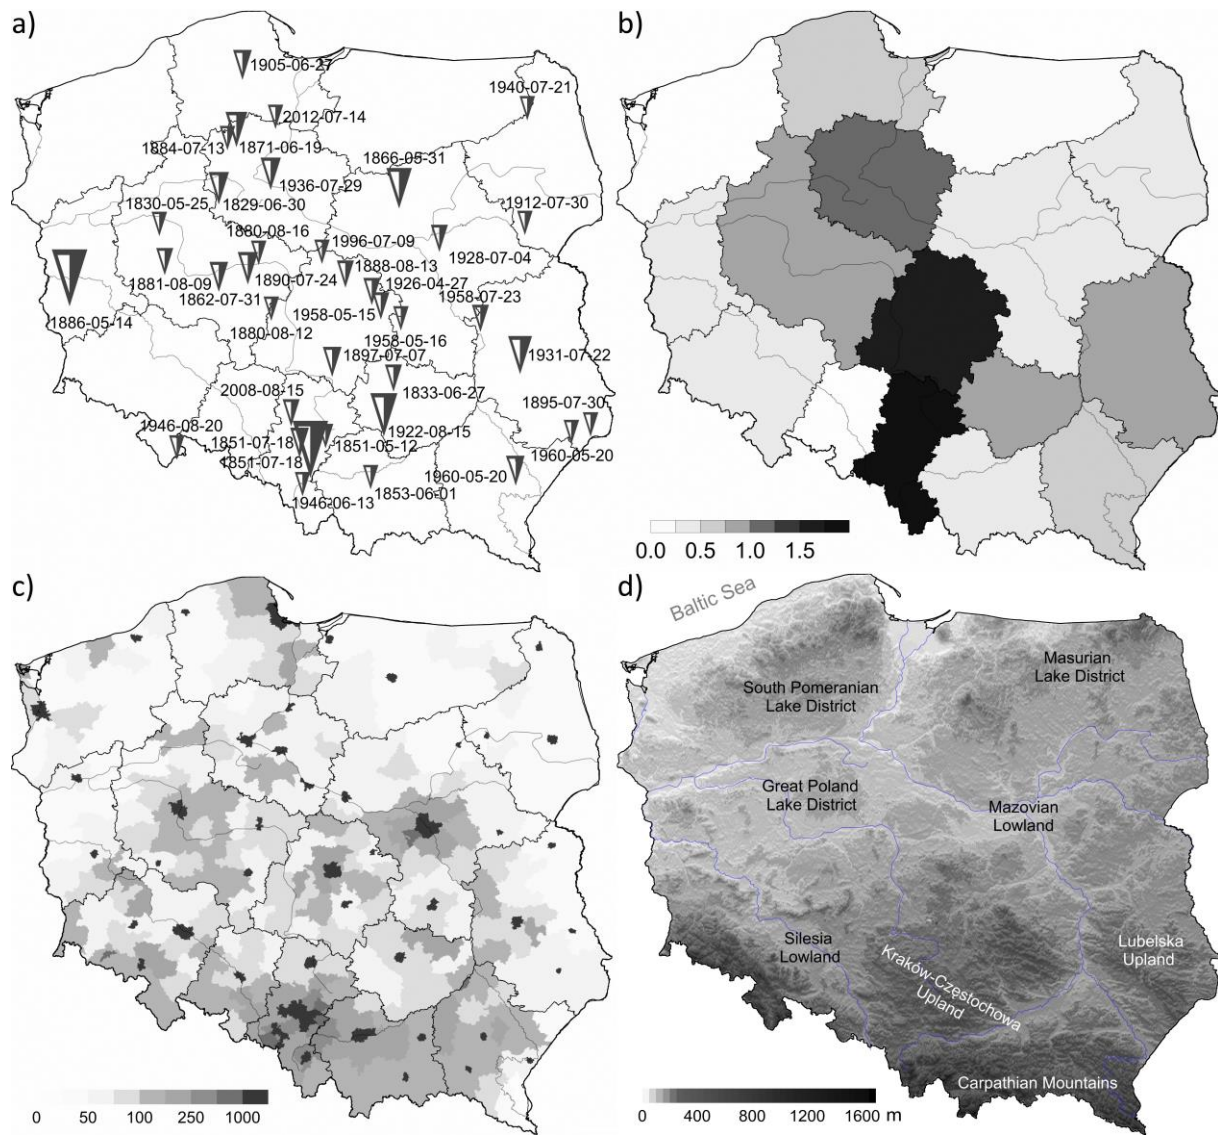 a)
1905-06-27
1940-07-21
2012-07-14
1884-07-13
1871-06-19
1866-05-31
1936-07-29
1830-05-25
1829-06-30
1912-07-30
1880-08-16
1996-07-09
1928-07-04
1881-08-09
1890-07-24
1888-08-13
1862-07-31
1926-04-27
1958-07-23
1886-05-14
1958-05-15
1880-08-12
1958-05-16
1897-07-07
1931-07-22
2008-08-15
1833-06-27
1895-07-30
1946-08-20
1922-08-15
1851-07-18
1851-05-12
1960-05-20
1851-07-18
1960-05-20
1853-06-01
1946-06-13
b)
0.0 0.5 1.0 1.5
c)
0 50 100 250 1000
d)
Baltic Sea
Masurian
Lake District
South Pomeranian
Lake District
Great Poland
Lake District
Mazovian
Lowland
Silesia
Lowland
Lubelska
Upland
Kraków-Częstochowa
Upland
Carpathian Mountains
0 400 1200 1600 m